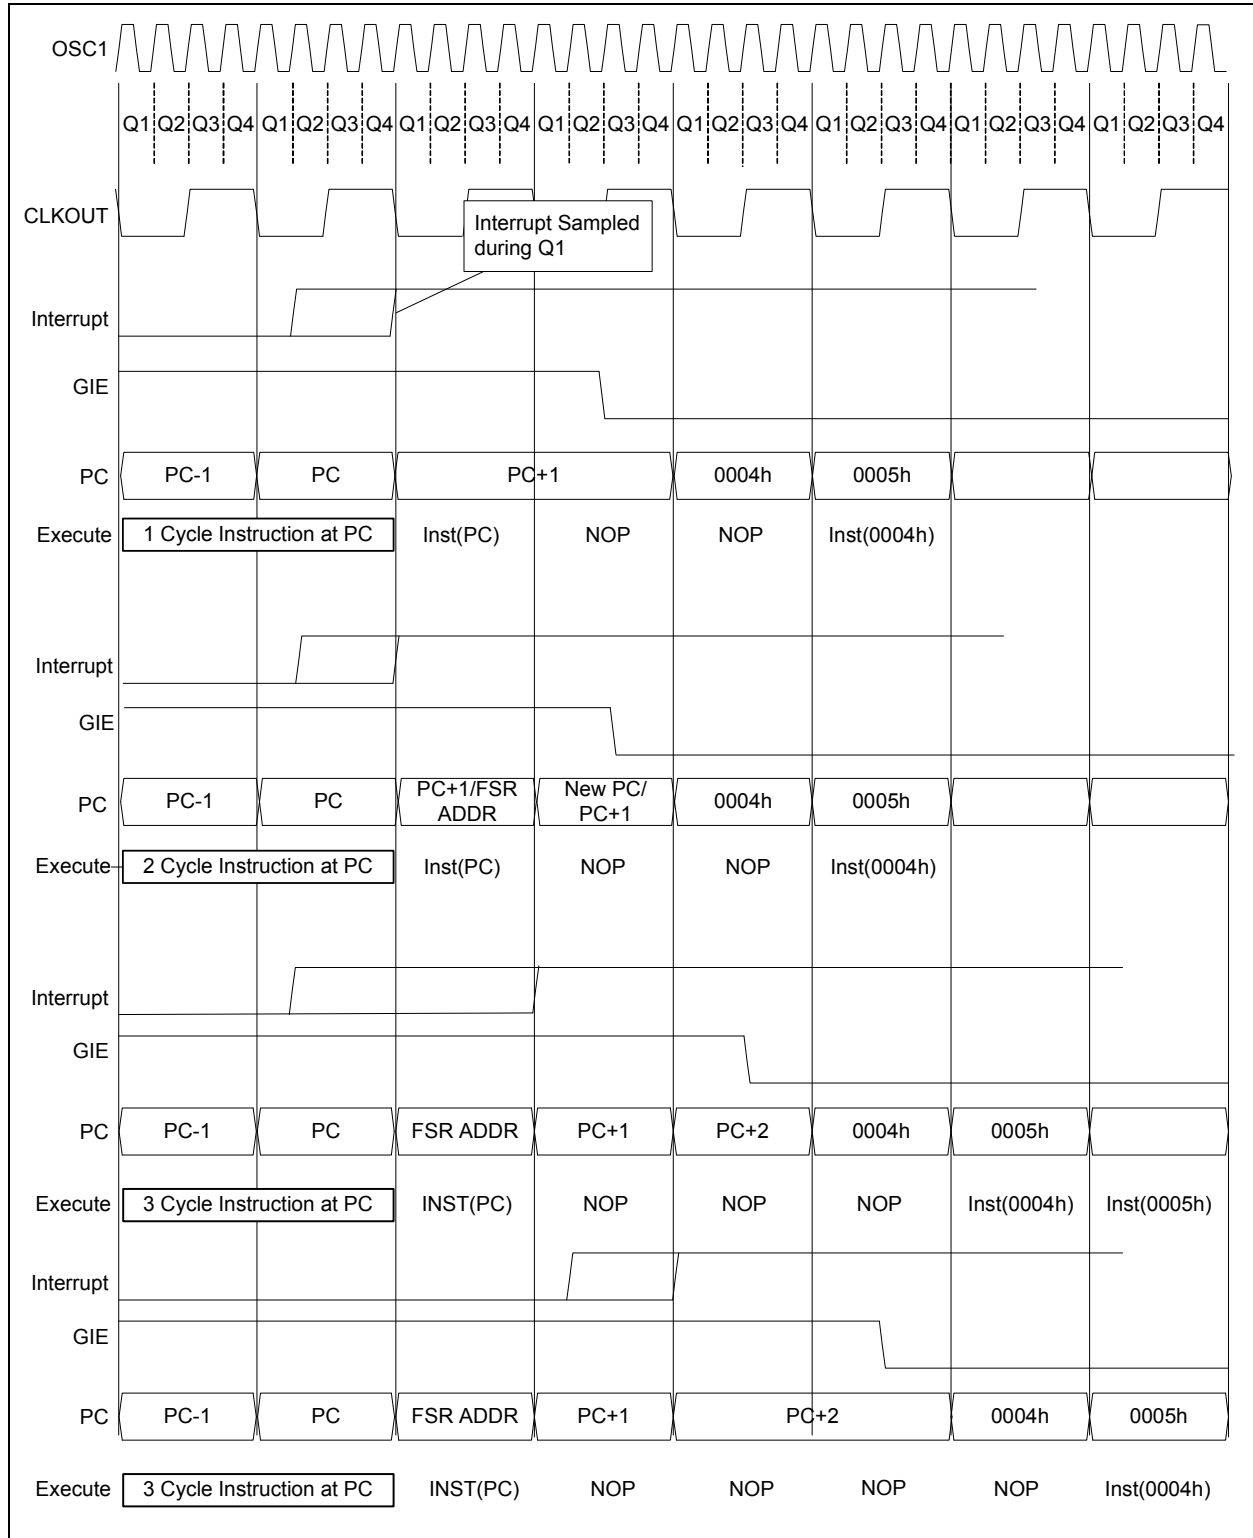 OSC1
Q1 Q2 Q3 Q4 Q1 Q2 Q3 Q4 Q1 Q2 Q3 Q4 Q1 Q2 Q3 Q4 Q1 Q2 Q3 Q4 Q1 Q2 Q3 Q4 Q1 Q2 Q3 Q4 Q1 Q2 Q3 Q4
CLKOUT
Interrupt Sampled
during Q1
Interrupt
GIE
PC PC-1 PC PC+1 0004h 0005h
Execute 1 Cycle Instruction at PC Inst(PC) NOP NOP Inst(0004h)
Interrupt
GIE
PC PC-1 PC PC+1/FSR ADDR New PC/ PC+1 0004h 0005h
Execute 2 Cycle Instruction at PC Inst(PC) NOP NOP Inst(0004h)
Interrupt
GIE
PC PC-1 PC FSR ADDR PC+1 PC+2 0004h 0005h
Execute 3 Cycle Instruction at PC INST(PC) NOP NOP NOP Inst(0004h) Inst(0005h)
Interrupt
GIE
PC PC-1 PC FSR ADDR PC+1 PC+2 0004h 0005h
Execute 3 Cycle Instruction at PC INST(PC) NOP NOP NOP NOP Inst(0004h)